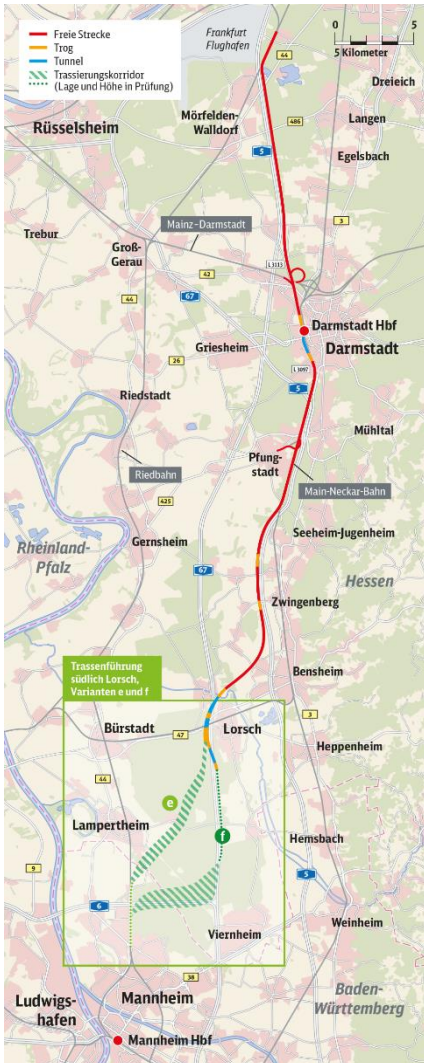 Freie Strecke
Trog
Tunnel
Trassierungskorridor
(Lage und Höhe in Prüfung)
Frankfurt
Flughafen
0 5
5 Kilometer
44
Dreieich
Mörfelden-
Walldorf
486
Langen
Rüsselsheim
5
Egelsbach
3
Trebur
Mainz–Darmstadt
Groß-
Gerau
L3113
42
67
44
Darmstadt Hbf
Griesheim
Darmstadt
26
L3097
5
Riedstadt
Mühltal
Pfung-
stadt
Riedbahn
Main-Neckar-Bahn
425
Seeheim-Jugenheim
Gernsheim
Rheinland-
Pfalz
67
Hessen
Zwingenberg
Trassenführung
südlich Lorsch,
Varianten e und f
Bensheim
Bürstadt
47
Lorsch
3
Heppenheim
44
e
Lampertheim
f
Hemsbach
9
5
6
Weinheim
Viernheim
38
Baden-
Württemberg
Ludwigs-
hafen
Mannheim
Mannheim Hbf